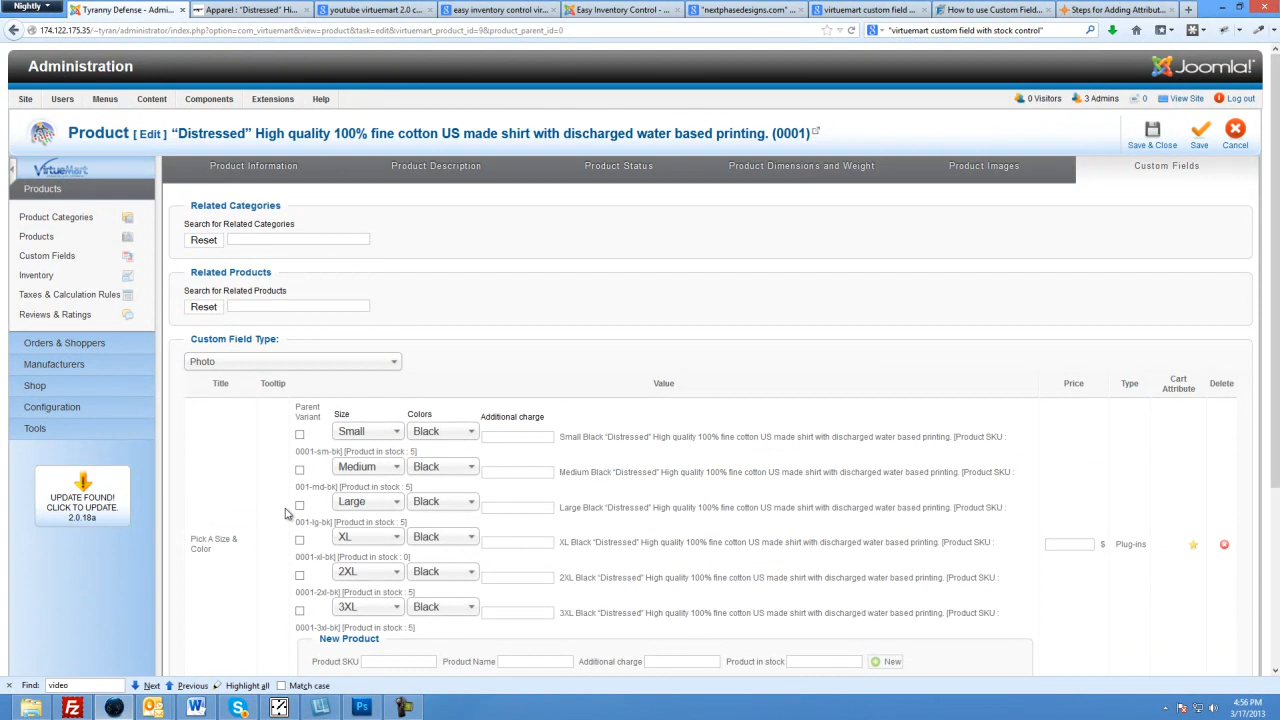 Nightly
Tyranny Defense - Admi...
Apparel : "Distressed" Hi...
youtube virtuemart 2.0 c...
easy inventory control vir...
Easy Inventory Control - ...
"nextphasedesigns.com" ...
virtuemart custom field ...
How to use Custom Field...
Steps for Adding Attribut...
174.122.175.35/~tyran/administrator/index.php?option=com_virtuemart&view=product&task=edit&virtuemart_product_id=9&product_parent_id=0
"virtuemart custom field with stock control"
Administration
Joomla!
Site Users Menus Content Components Extensions Help
0 Visitors 3 Admins 0 View Site Log out
Product [ Edit ] “Distressed” High quality 100% fine cotton US made shirt with discharged water based printing. (0001)
Save & Close Save Cancel
VirtueMart
Product Information Product Description Product Status Product Dimensions and Weight Product Images Custom Fields
Products
Product Categories
Products
Custom Fields
Inventory
Taxes & Calculation Rules
Reviews & Ratings
Orders & Shoppers
Manufacturers
Shop
Configuration
Tools
UPDATE FOUND!
CLICK TO UPDATE.
2.0.18a
Related Categories
Search for Related Categories
Reset
Related Products
Search for Related Products
Reset
Custom Field Type:
Photo
Title Tooltip Value Price Type Cart Attribute Delete
Pick A Size & Color
Parent Variant Size Colors Additional charge
Small Black Small Black “Distressed” High quality 100% fine cotton US made shirt with discharged water based printing. [Product SKU :
0001-sm-bk] [Product in stock : 5]
Medium Black Medium Black “Distressed” High quality 100% fine cotton US made shirt with discharged water based printing. [Product SKU :
001-md-bk] [Product in stock : 5]
Large Black Large Black “Distressed” High quality 100% fine cotton US made shirt with discharged water based printing. [Product SKU :
001-lg-bk] [Product in stock : 5]
XL Black XL Black “Distressed” High quality 100% fine cotton US made shirt with discharged water based printing. [Product SKU :
0001-xl-bk] [Product in stock : 0]
2XL Black 2XL Black “Distressed” High quality 100% fine cotton US made shirt with discharged water based printing. [Product SKU :
0001-2xl-bk] [Product in stock : 5]
3XL Black 3XL Black “Distressed” High quality 100% fine cotton US made shirt with discharged water based printing. [Product SKU :
0001-3xl-bk] [Product in stock : 5]
$ Plug-ins
New Product
Product SKU Product Name Additional charge Product in stock New
Find: video Next Previous Highlight all Match case
4:56 PM
3/17/2013